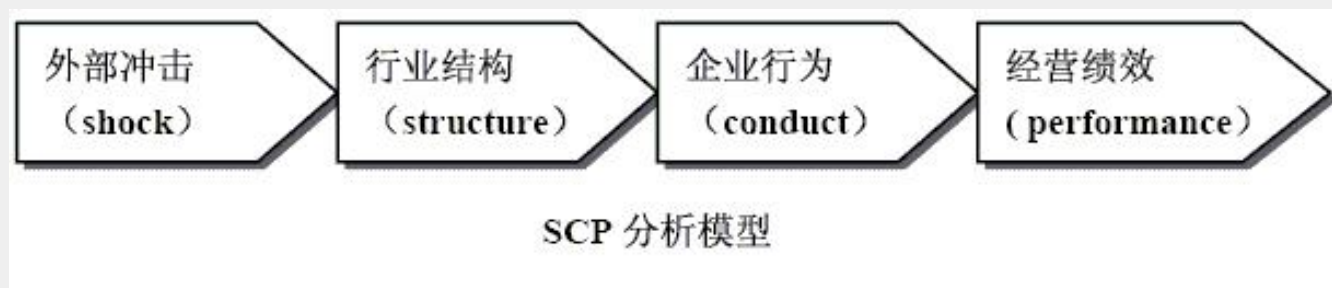 外部冲击
（shock）
行业结构
（structure）
企业行为
（conduct）
经营绩效
( performance）
SCP 分析模型